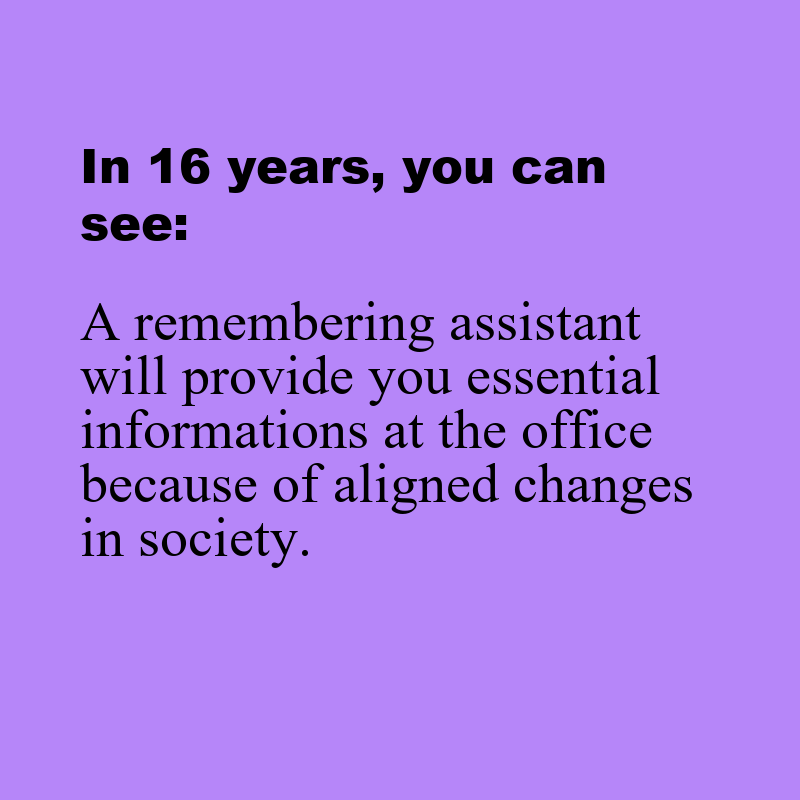 In 16 years, you can
see:
A remembering assistant
will provide you essential
informations at the office
because of aligned changes
in society.